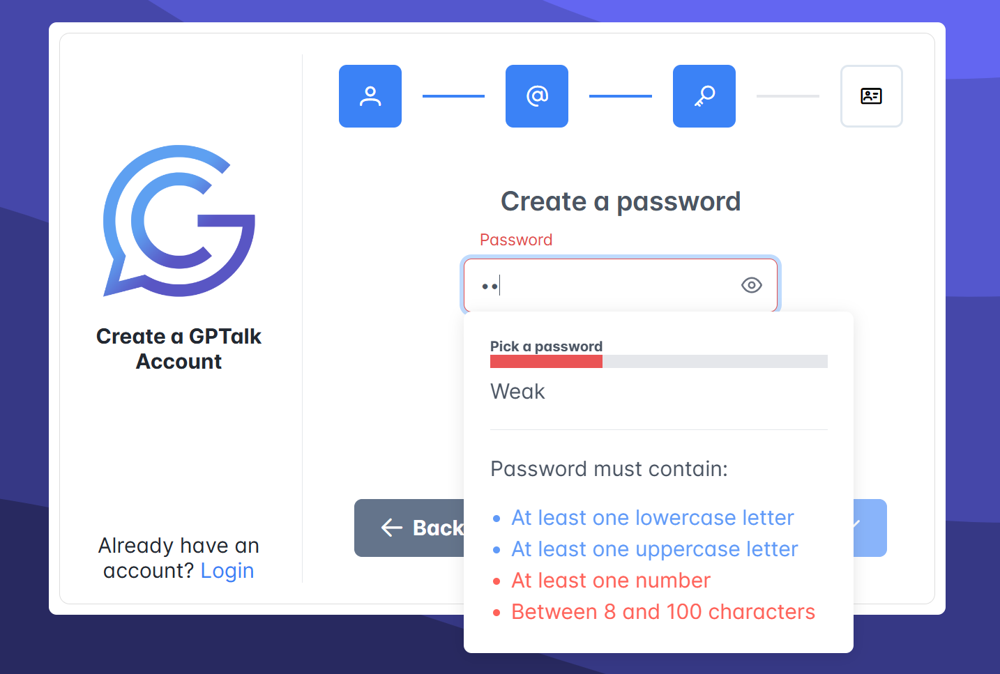 Create a GPTalk
Account
Already have an
account? Login
Create a password
Password
••
Pick a password
Weak
Password must contain:
• At least one lowercase letter
• At least one uppercase letter
• At least one number
• Between 8 and 100 characters
Back